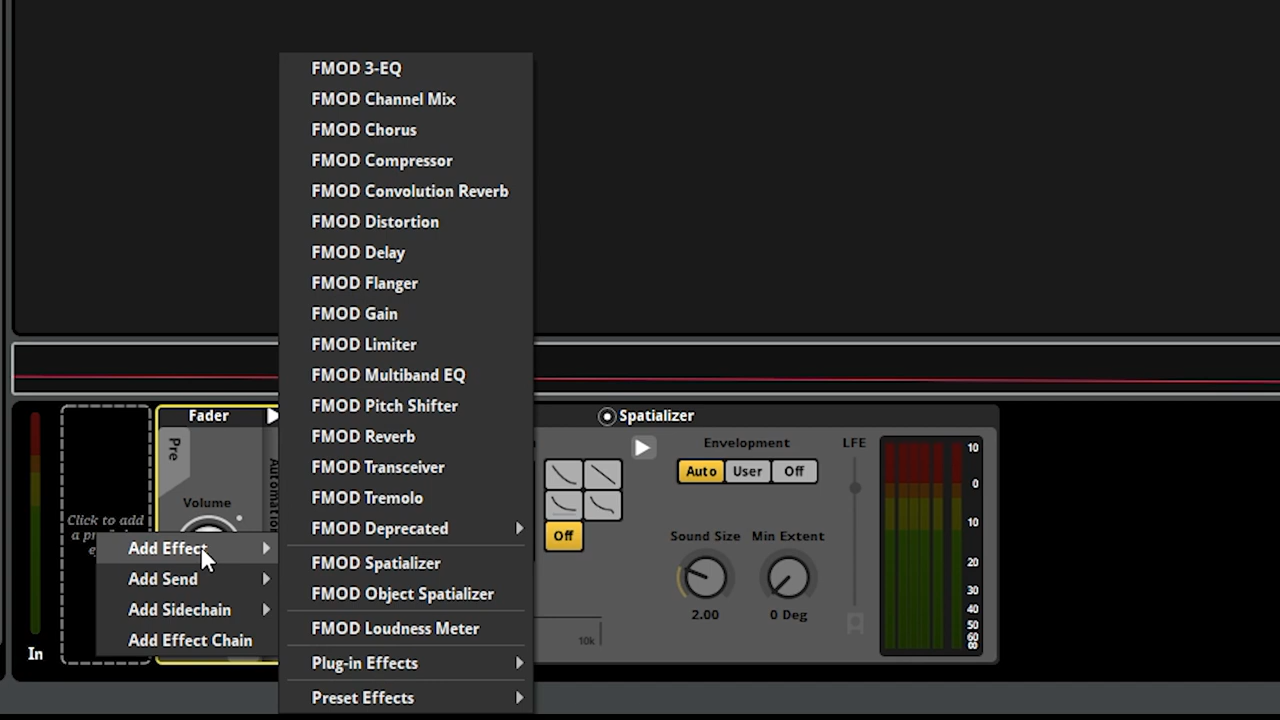 FMOD 3-EQ
FMOD Channel Mix
FMOD Chorus
FMOD Compressor
FMOD Convolution Reverb
FMOD Distortion
FMOD Delay
FMOD Flanger
FMOD Gain
FMOD Limiter
FMOD Multiband EQ
FMOD Pitch Shifter
FMOD Reverb
FMOD Transceiver
FMOD Tremolo
FMOD Deprecated
FMOD Spatializer
FMOD Object Spatializer
FMOD Loudness Meter
Plug-in Effects
Preset Effects
Add Effect
Add Send
Add Sidechain
Add Effect Chain
In
Click to add
Fader
Pre
Volume
Automation
Spatializer
Off
10k
Envelopment
Auto User Off
Sound Size Min Extent
2.00 0 Deg
LFE
10
0
10
20
30
40
50
60
80